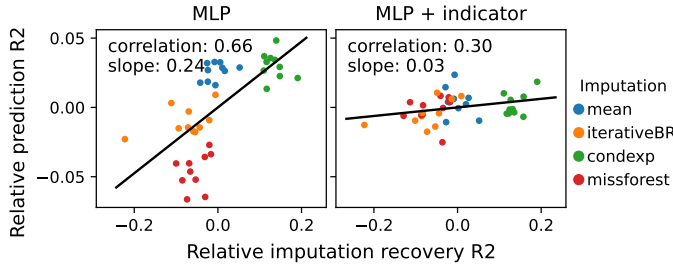 MLP
MLP + indicator
Relative prediction R2
0.05
0.00
−0.05
correlation: 0.66
slope: 0.24
correlation: 0.30
slope: 0.03
−0.2
0.0
0.2
−0.2
0.0
0.2
Relative imputation recovery R2
Imputation
mean
iterativeBR
condexp
missforest